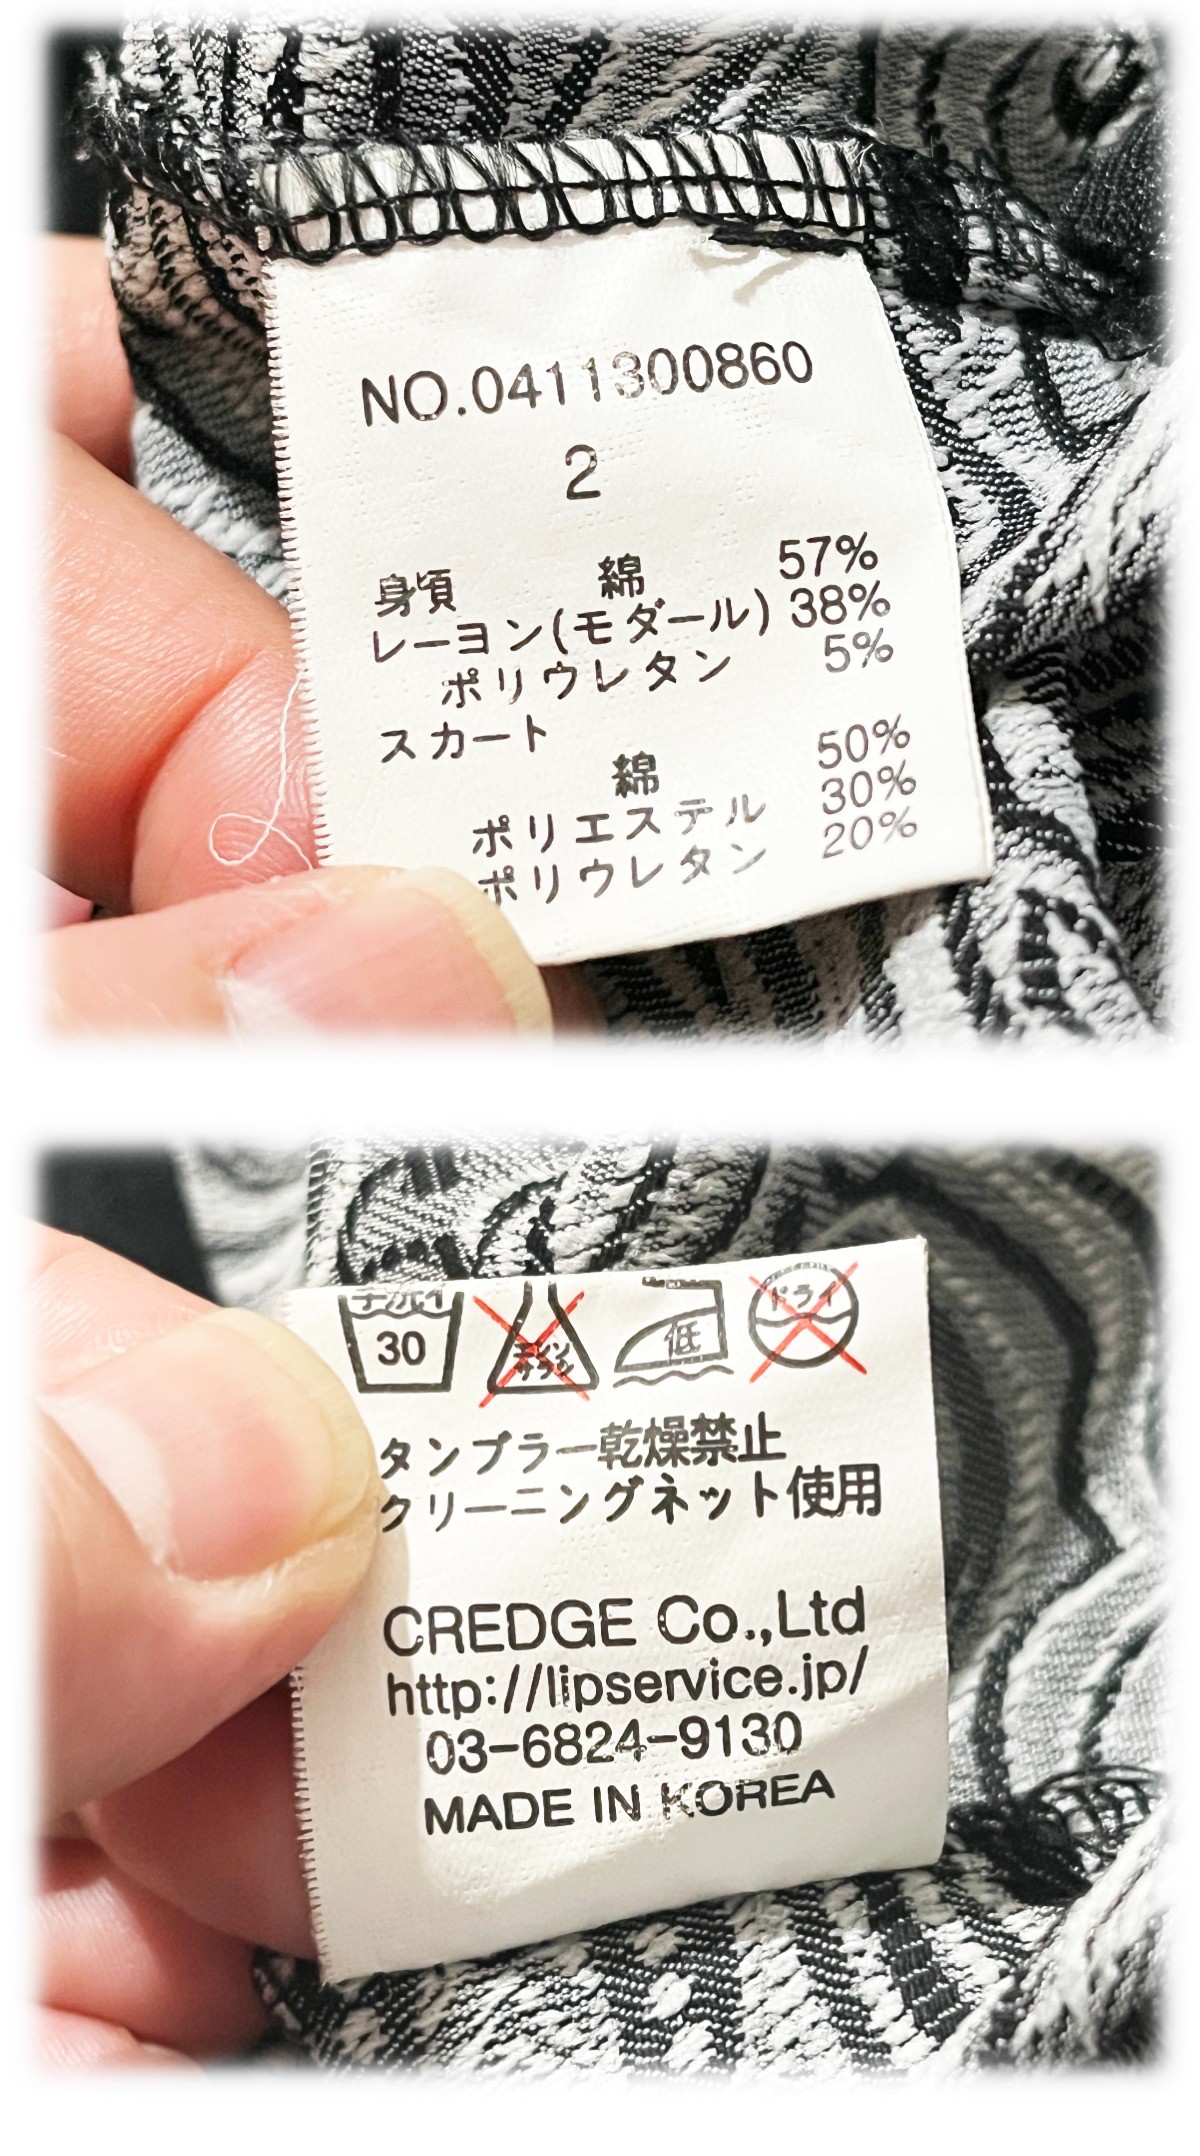 NO.0411300860
2
身頃 綿 57%
レーヨン(モダール) 38%
ポリウレタン 5%
スカート
綿 50%
ポリエステル 30%
ポリウレタン 20%
30 低 ドライ
タンブラー乾燥禁止
クリーニングネット使用
CREDGE Co.,Ltd
http://lipservice.jp/
03-6824-9130
MADE IN KOREA